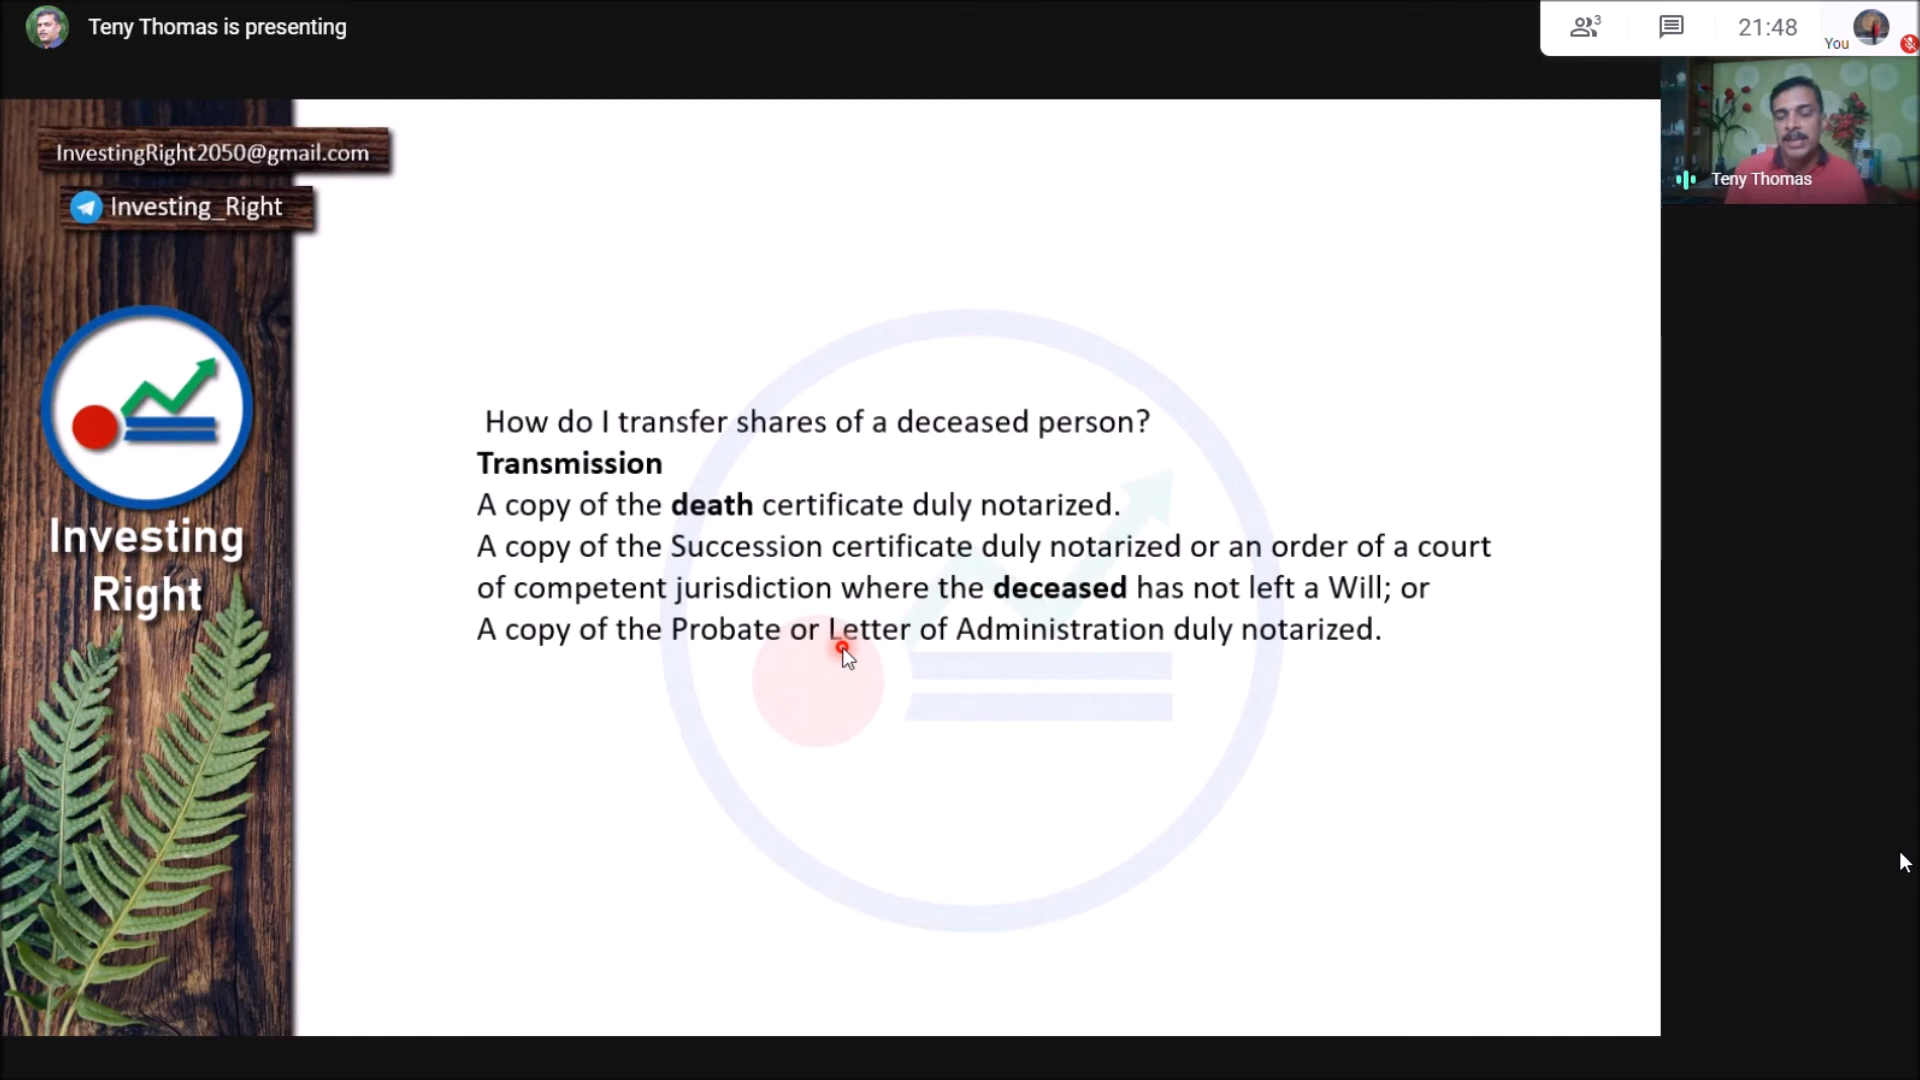 Teny Thomas is presenting
3
21:48
You
Teny Thomas
InvestingRight2050@gmail.com
Investing_Right
Investing
Right
How do I transfer shares of a deceased person?
Transmission
A copy of the death certificate duly notarized.
A copy of the Succession certificate duly notarized or an order of a court
of competent jurisdiction where the deceased has not left a Will; or
A copy of the Probate or Letter of Administration duly notarized.